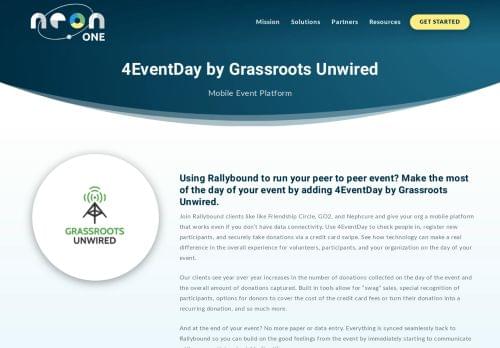 neon
ONE
Mission Solutions Partners Resources GET STARTED
4EventDay by Grassroots Unwired
Mobile Event Platform
GRASSROOTS
UNWIRED
Using Rallybound to run your peer to peer event? Make the most
of the day of your event by adding 4EventDay by Grassroots
Unwired.
Join Rallybound clients like like Friendship Circle, GO2, and Nephcure and give your org a mobile platform
that works even if you don't have data connectivity. Use 4EventDay to check people in, register new
participants, and securely take donations via a credit card swipe. See how technology can make a real
difference in the overall experience for volunteers, participants, and your organization on the day of your
event.
Our clients see year over year increases in the number of donations collected on the day of the event and
the overall amount of donations captured. Built in tools allow for "swag" sales, special recognition of
participants, options for donors to cover the cost of the credit card fees or turn their donation into a
recurring donation, and so much more.
And at the end of your event? No more paper or data entry. Everything is synced seamlessly back to
Rallybound so you can build on the good feelings from the event by immediately starting to communicate